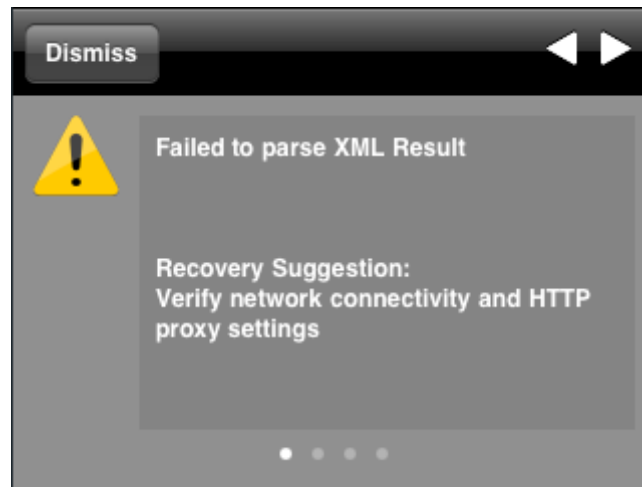 Dismiss
Failed to parse XML Result
Recovery Suggestion:
Verify network connectivity and HTTP
proxy settings